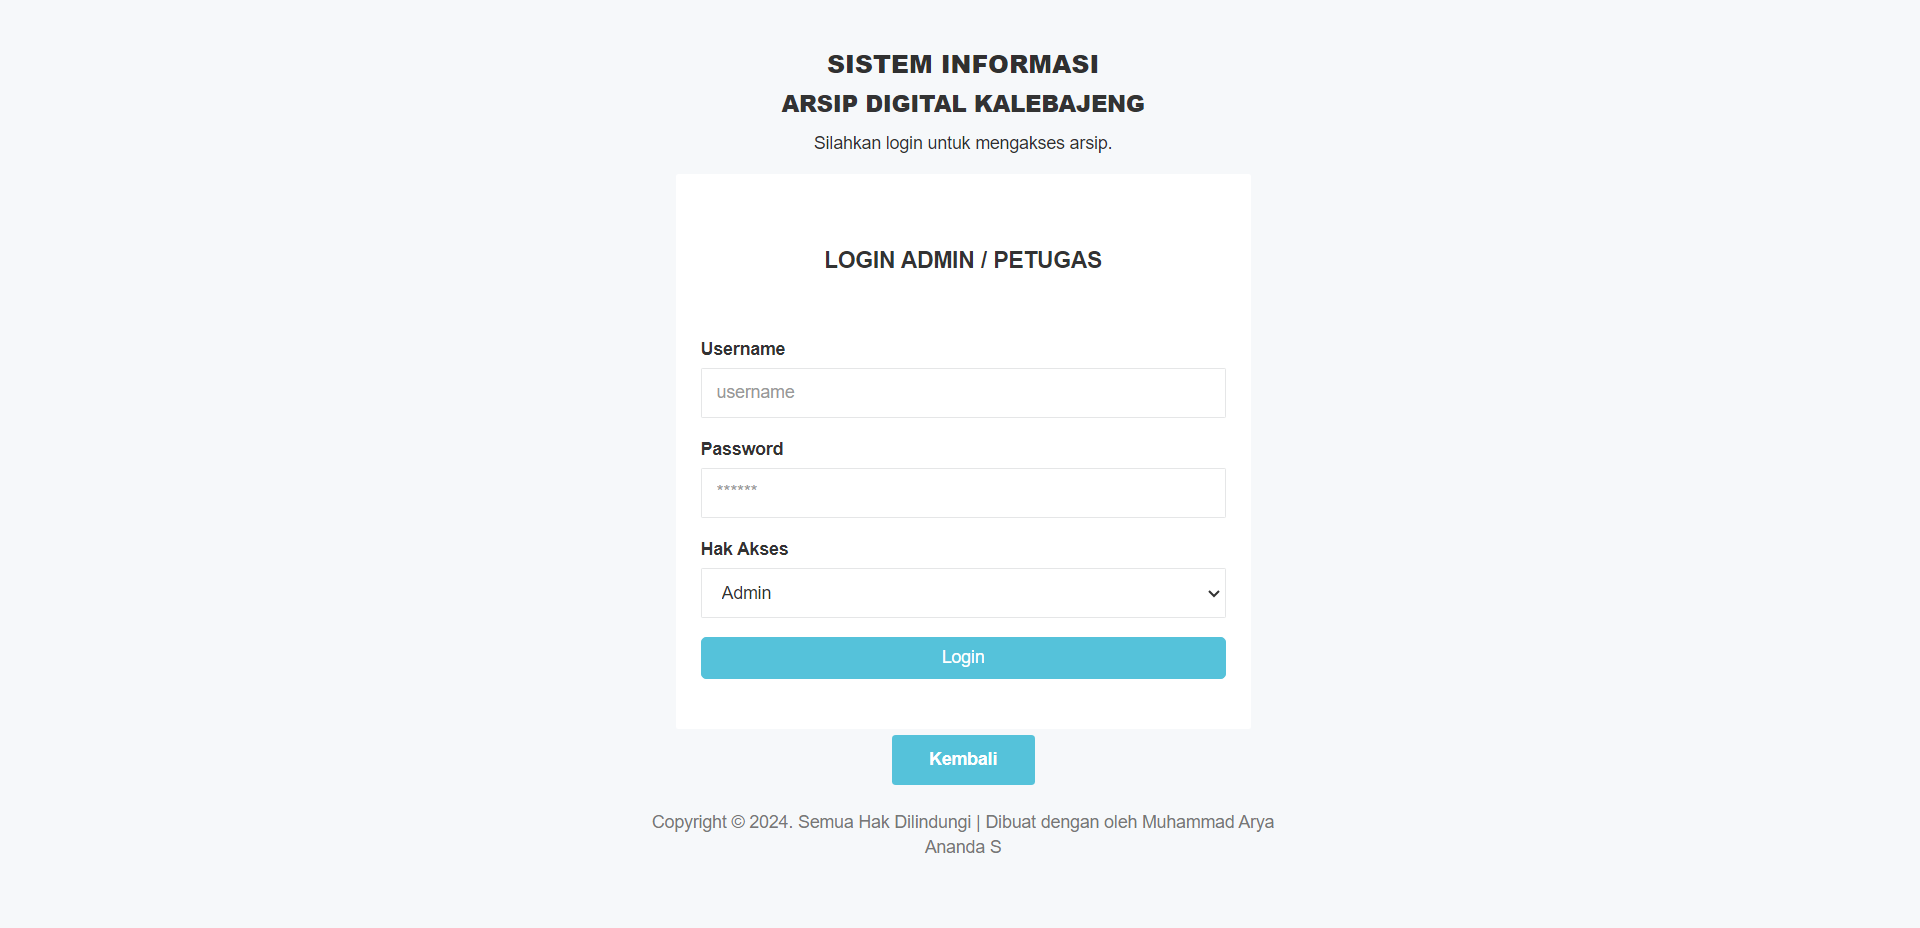 SISTEM INFORMASI
ARSIP DIGITAL KALEBAJENG
Silahkan login untuk mengakses arsip.
LOGIN ADMIN / PETUGAS
Username
username
Password
******
Hak Akses
Admin
Login
Kembali
Copyright © 2024. Semua Hak Dilindungi | Dibuat dengan oleh Muhammad Arya
Ananda S